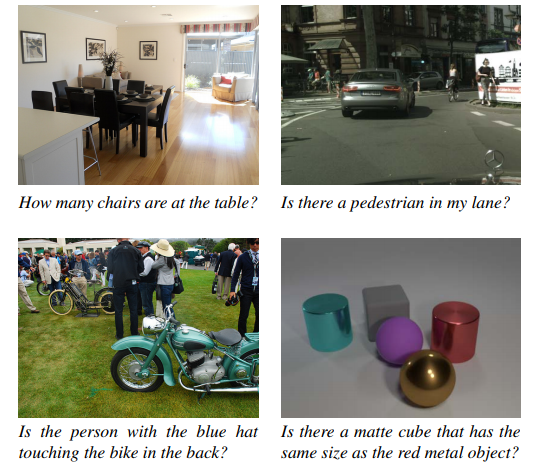 How many chairs are at the table?
Is there a pedestrian in my lane?
Is the person with the blue hat
touching the bike in the back?
Is there a matte cube that has the
same size as the red metal object?